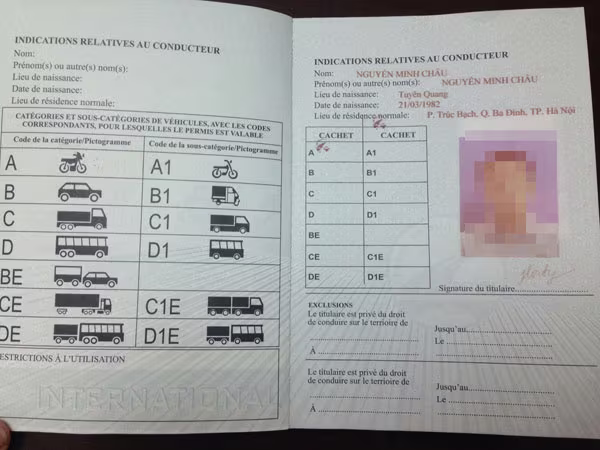 INDICATIONS RELATIVES AU CONDUCTEUR
Nom:
Prénom(s) ou autre(s) nom(s):
Lieu de naissance:
Date de naissance:
Lieu de résidence normale:
CATÉGORIES ET SOUS-CATÉGORIES DE VÉHICULES, AVEC LES CODES
CORRESPONDANTS, POUR LESQUELLES LE PERMIS EST VALABLE
Code de la catégorie/Pictogramme
Code de la sous-catégorie/Pictogramme
A A1
B B1
C C1
D D1
BE
CE C1E
DE D1E
ESTRICTIONS À L'UTILISATION
INTERNATIONAL
INDICATIONS RELATIVES AU CONDUCTEUR
Nom: NGUYỄN MINH CHÂU
Prénom(s) ou autre(s) nom(s): NGUYỄN MINH CHÂU
Lieu de naissance: Tuyên Quang
Date de naissance: 21/03/1982
Lieu de résidence normale: P. Trúc Bạch, Q. Ba Đình, TP. Hà Nội
CACHET CACHET
A A1
B B1
C C1
D D1
BE
CE C1E
DE D1E
Signature du titulaire
EXCLUSIONS
Le titulaire est privé du droit
de conduire sur le territoire de
À
Jusqu'au
Le
Le titulaire est privé du droit
de conduire sur le territoire de
À
Jusqu'au
Le